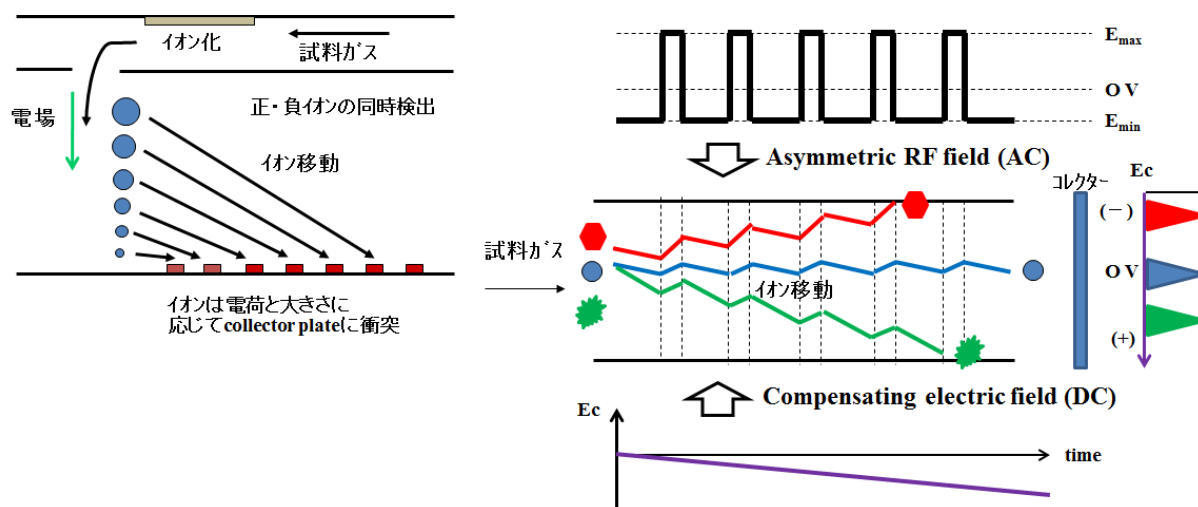 イオン化
試料ガス
電場
正・負イオンの同時検出
イオン移動
イオンは電荷と大きさに
応じてcollector plateに衝突
Emax
O V
Emin
Asymmetric RF field (AC)
試料ガス
イオン移動
コレクター
Ec
(－)
O V
(+)
Compensating electric field (DC)
Ec
time